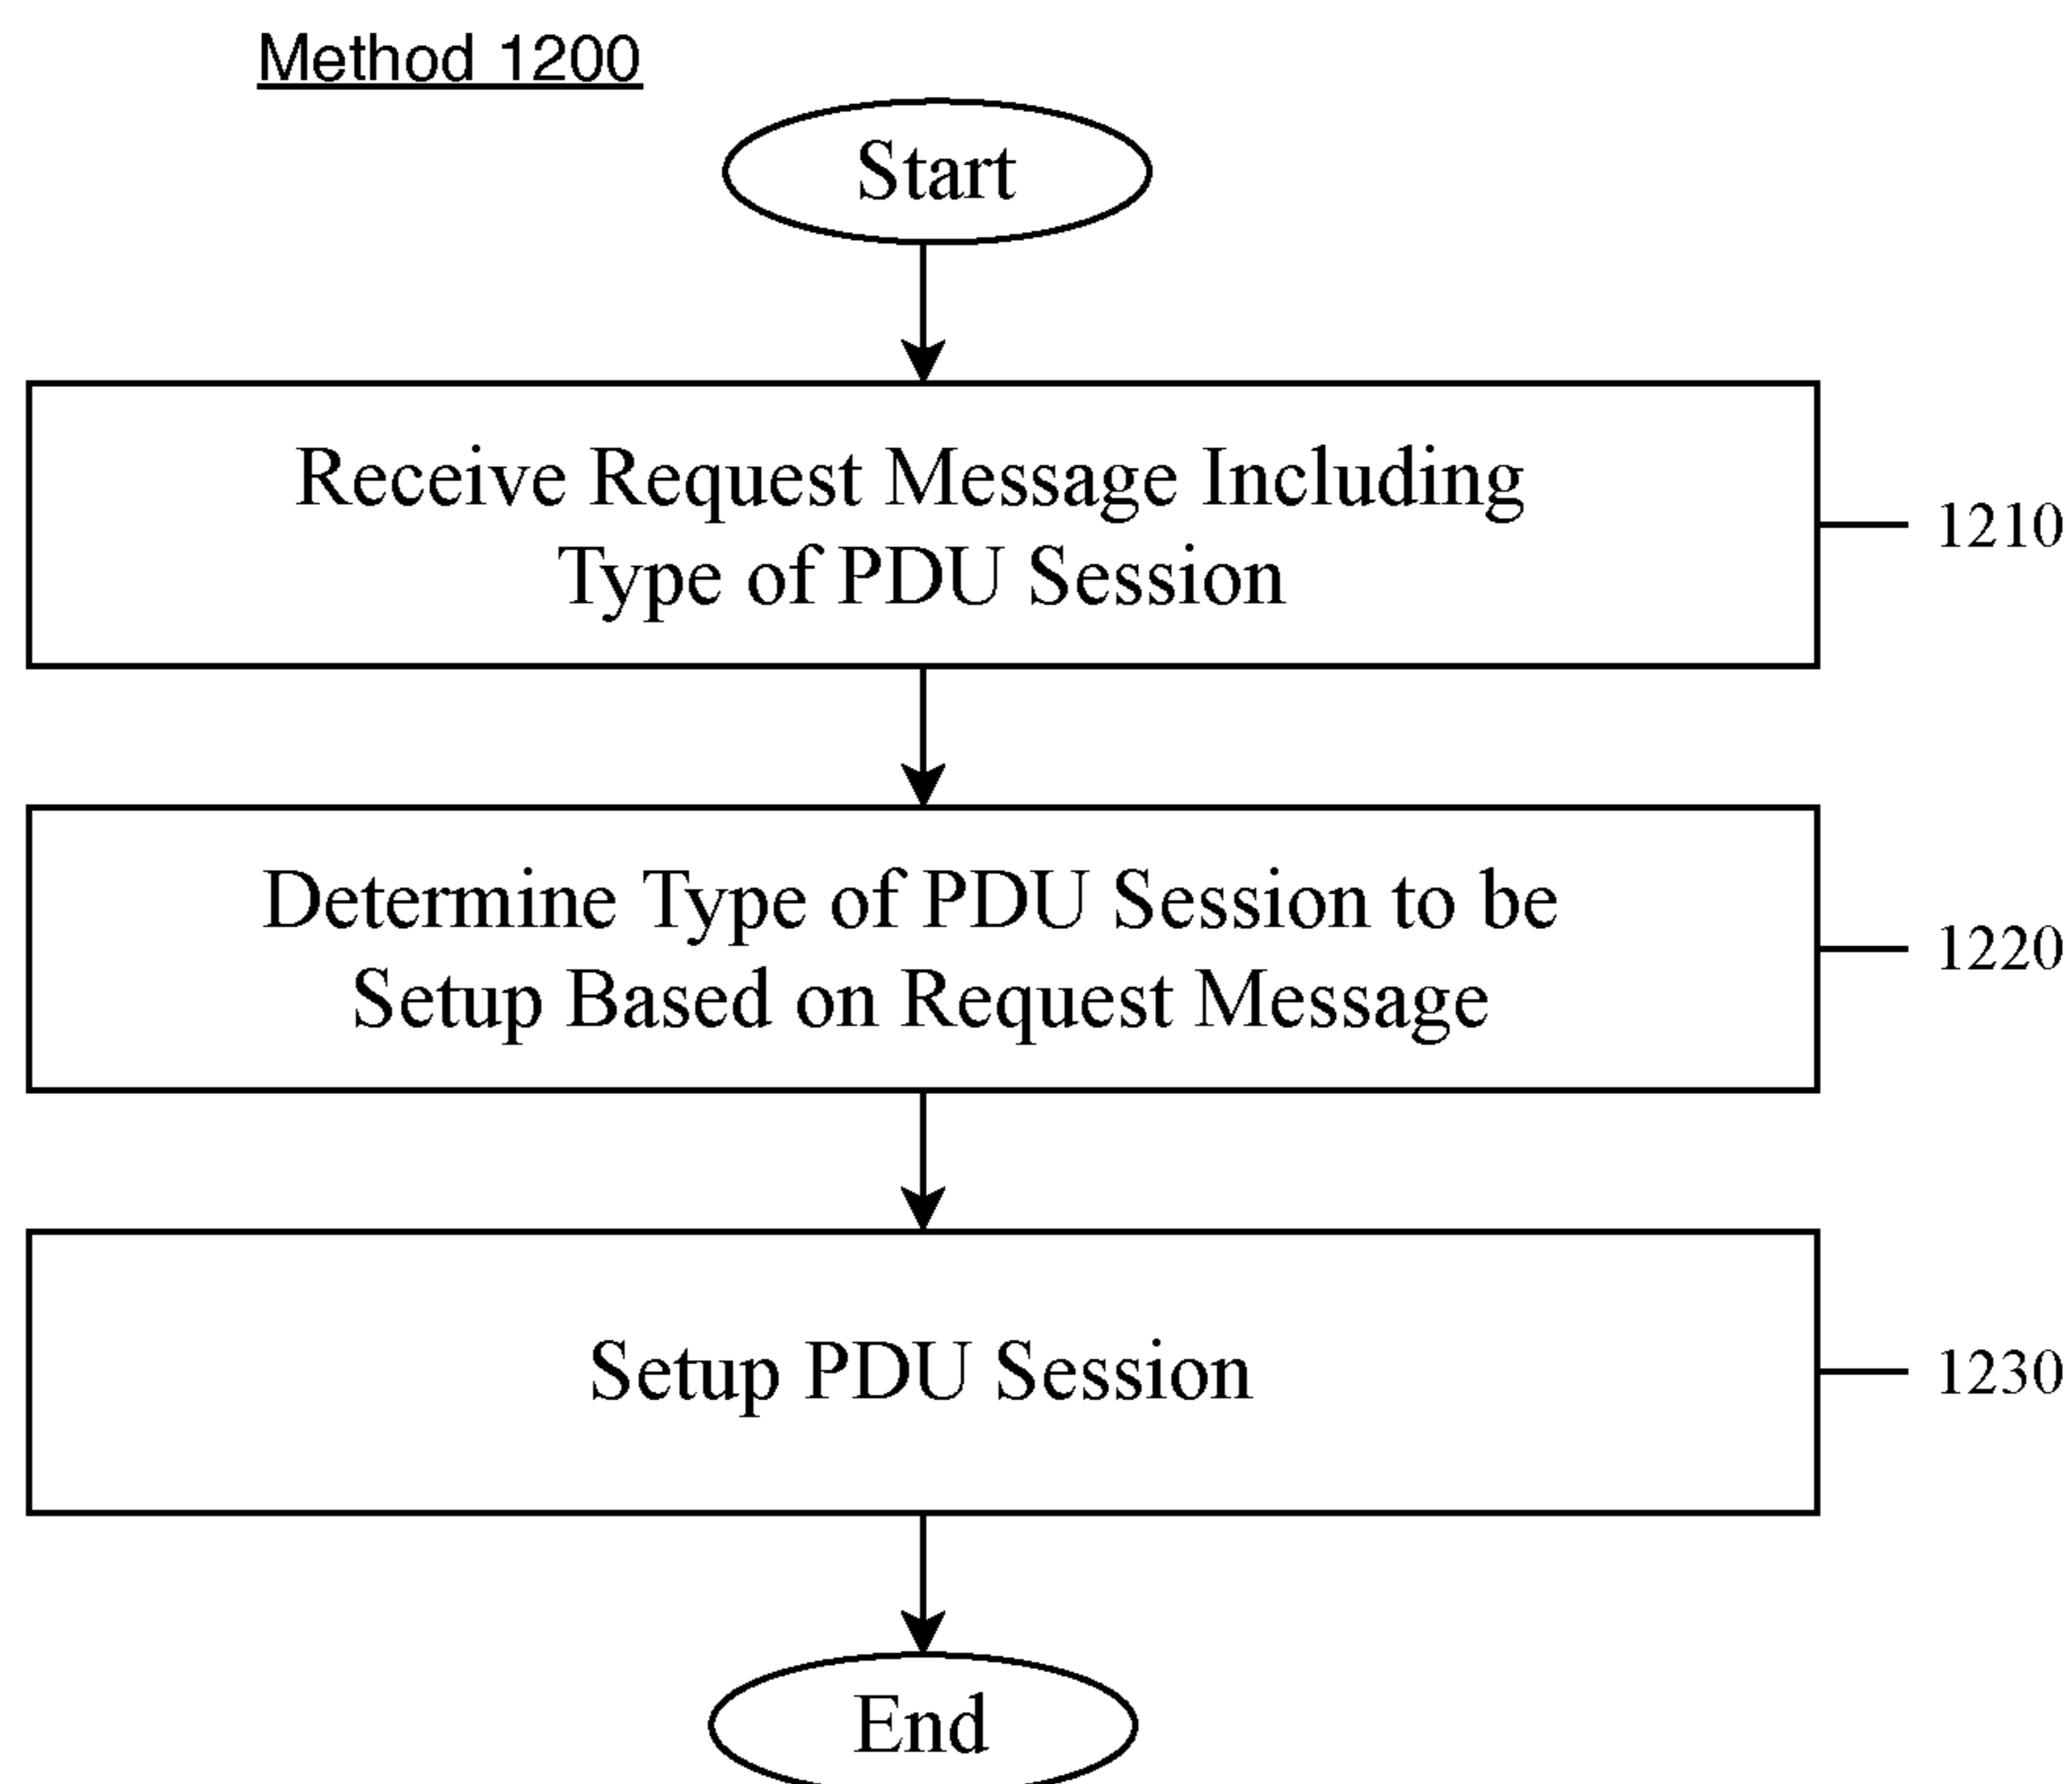 Method 1200
Start
Receive Request Message Including
Type of PDU Session
1210
Determine Type of PDU Session to be
Setup Based on Request Message
1220
Setup PDU Session
1230
End